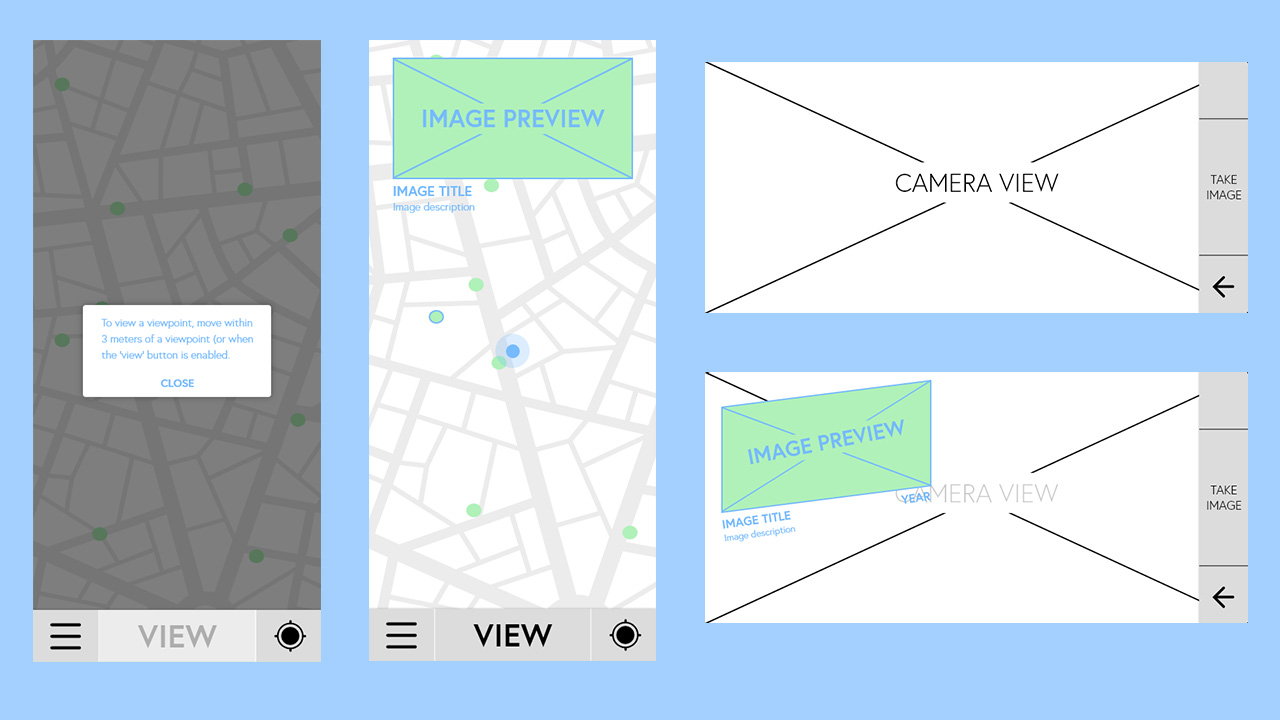 To view a viewpoint, move within
3 meters of a viewpoint (or when
the 'view' button is enabled.
CLOSE
VIEW
IMAGE PREVIEW
IMAGE TITLE
Image description
VIEW
CAMERA VIEW
TAKE
IMAGE
IMAGE PREVIEW
YEAR
IMAGE TITLE
Image description
CAMERA VIEW
TAKE
IMAGE